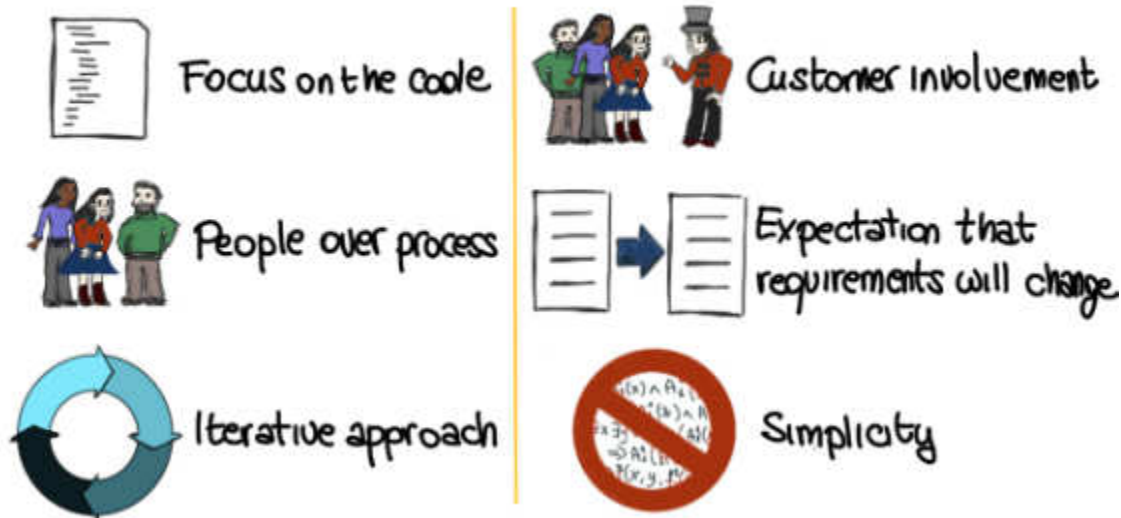 Focus on the code
People over process
Iterative approach
Customer involvement
Expectation that
requirements will change
Simplicity